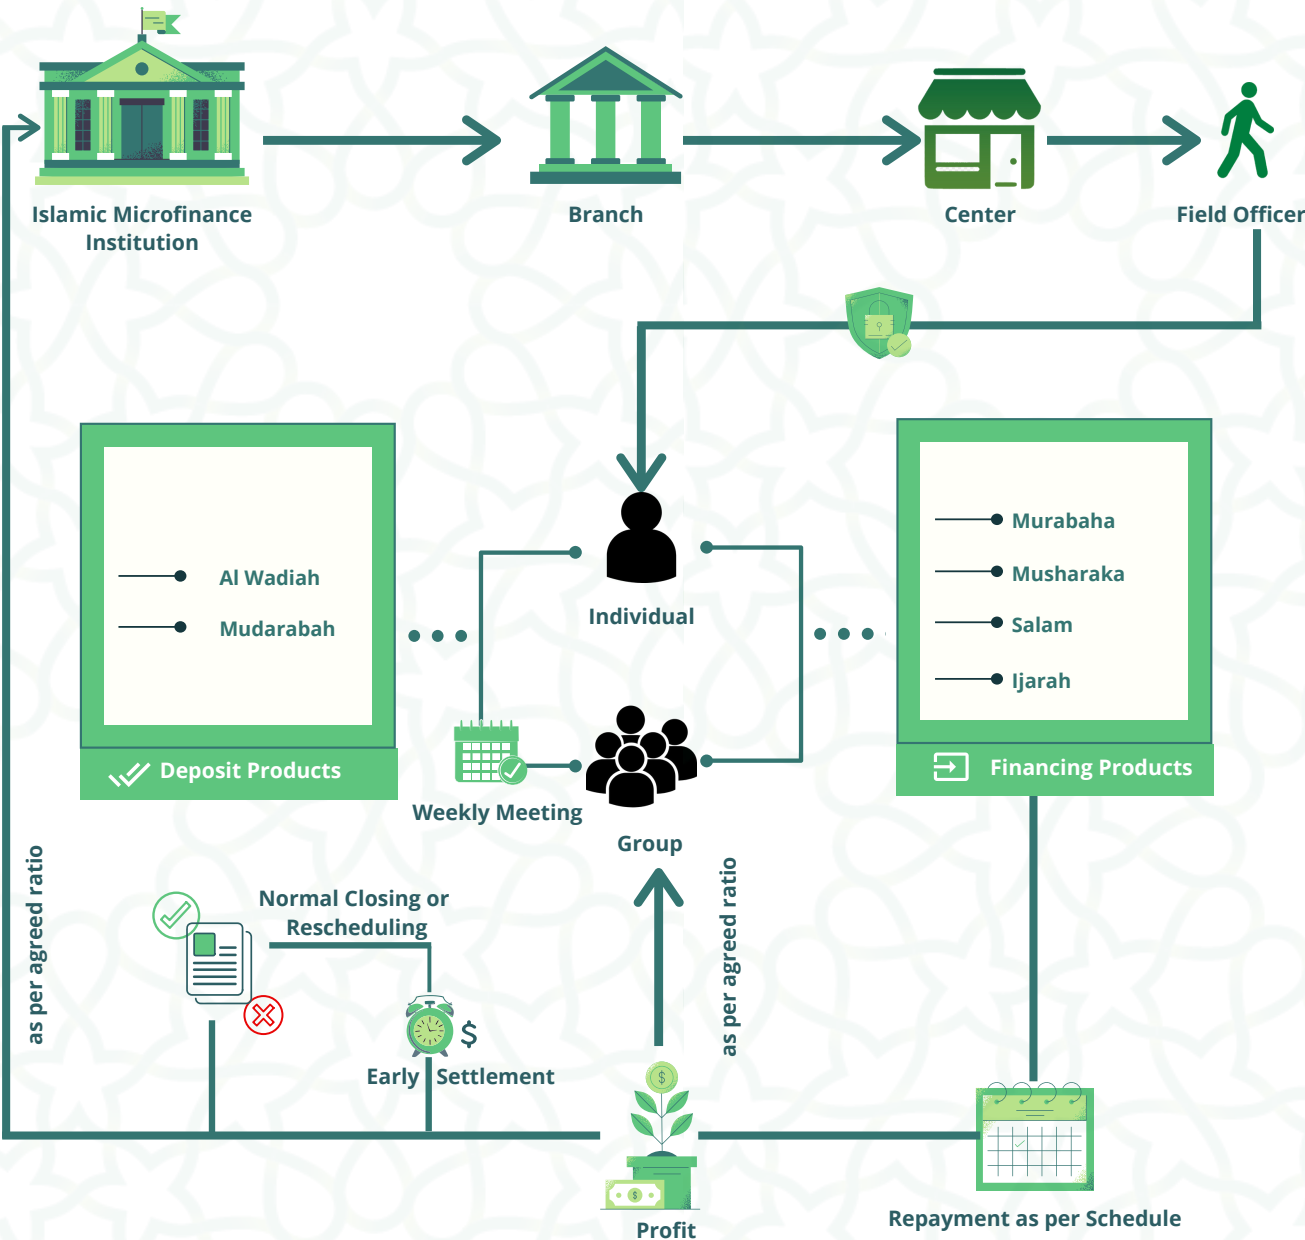 Islamic Microfinance
Institution
Branch
Center
Field Officer
Al Wadiah
Mudarabah
Deposit Products
Individual
Murabaha
Musharaka
Salam
Ijarah
Financing Products
Weekly Meeting
Group
as per agreed ratio
Normal Closing or
Rescheduling
$
Early Settlement
as per agreed ratio
$
$
Profit
Repayment as per Schedule